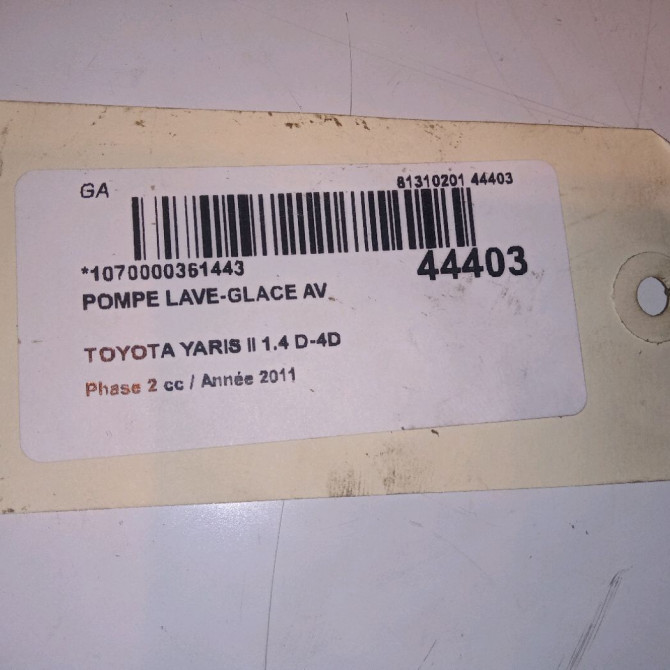 GA
81310201 44403
*1070000361443
44403
POMPE LAVE-GLACE AV
TOYOTA YARIS II 1.4 D-4D
Phase 2 cc / Année 2011